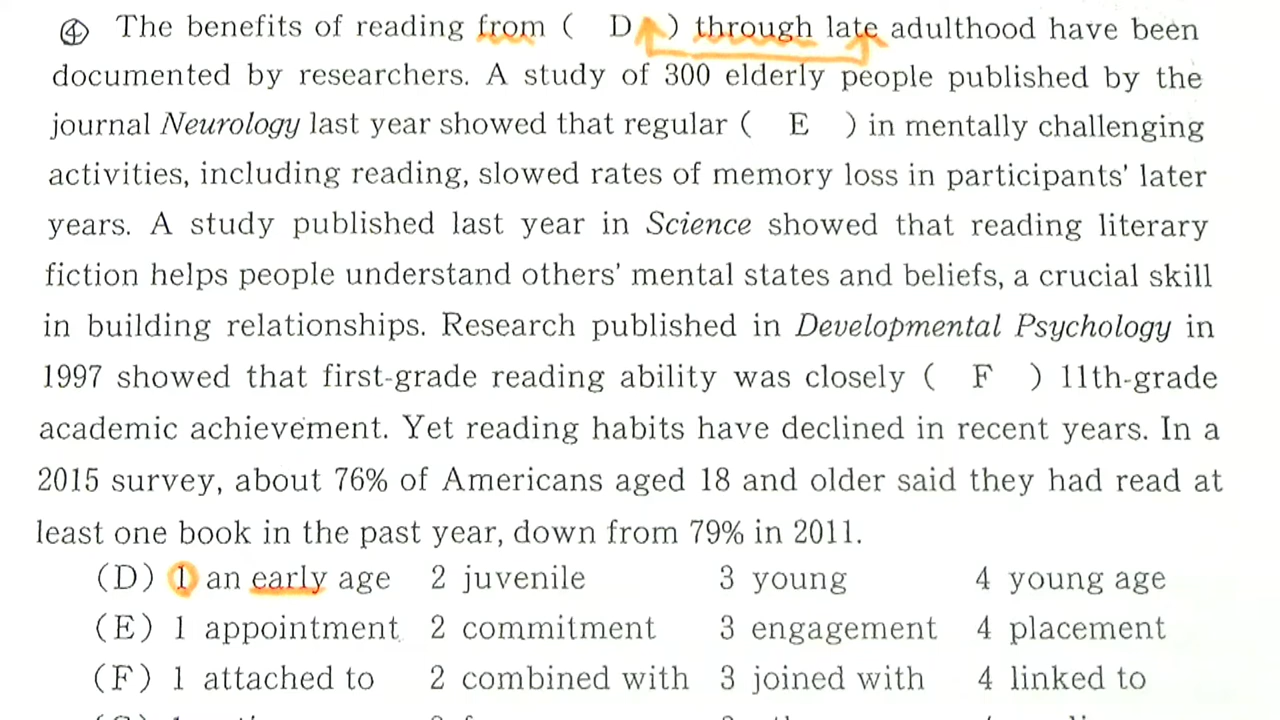 ④ The benefits of reading from ( D ) through late adulthood have been
documented by researchers. A study of 300 elderly people published by the
journal Neurology last year showed that regular ( E ) in mentally challenging
activities, including reading, slowed rates of memory loss in participants' later
years. A study published last year in Science showed that reading literary
fiction helps people understand others' mental states and beliefs, a crucial skill
in building relationships. Research published in Developmental Psychology in
1997 showed that first-grade reading ability was closely ( F ) 11th-grade
academic achievement. Yet reading habits have declined in recent years. In a
2015 survey, about 76% of Americans aged 18 and older said they had read at
least one book in the past year, down from 79% in 2011.
(D) 1 an early age 2 juvenile 3 young 4 young age
(E) 1 appointment 2 commitment 3 engagement 4 placement
(F) 1 attached to 2 combined with 3 joined with 4 linked to